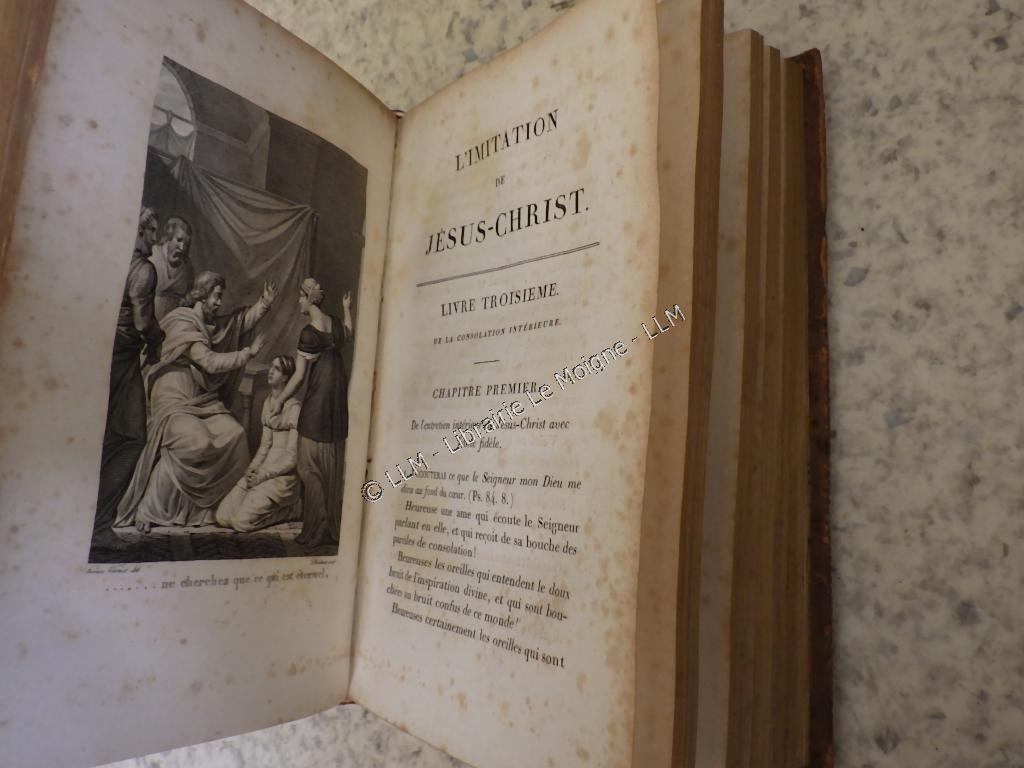 Horace Vernet del.
..... ne cherchez que ce qui est éternel.
L'IMITATION
DE
JÉSUS-CHRIST.
LIVRE TROISIEME.
DE LA CONSOLATION INTÉRIEURE.
CHAPITRE PREMIER.
De l'entretien Jésus-Christ avec
fidèle.
ce que le Seigneur mon Dieu me
dira au fond du cœur. (Ps. 84. 8.)
Heureuse une ame qui écoute le Seigneur
parlant en elle, et qui reçoit de sa bouche des
paroles de consolation!
Heureuses les oreilles qui entendent le doux
bruit de l'inspiration divine, et qui sont bou-
chées au bruit confus de ce monde!
Heureuses certainement les oreilles qui sont
© LLM - Librairie Le Moigne - LLM